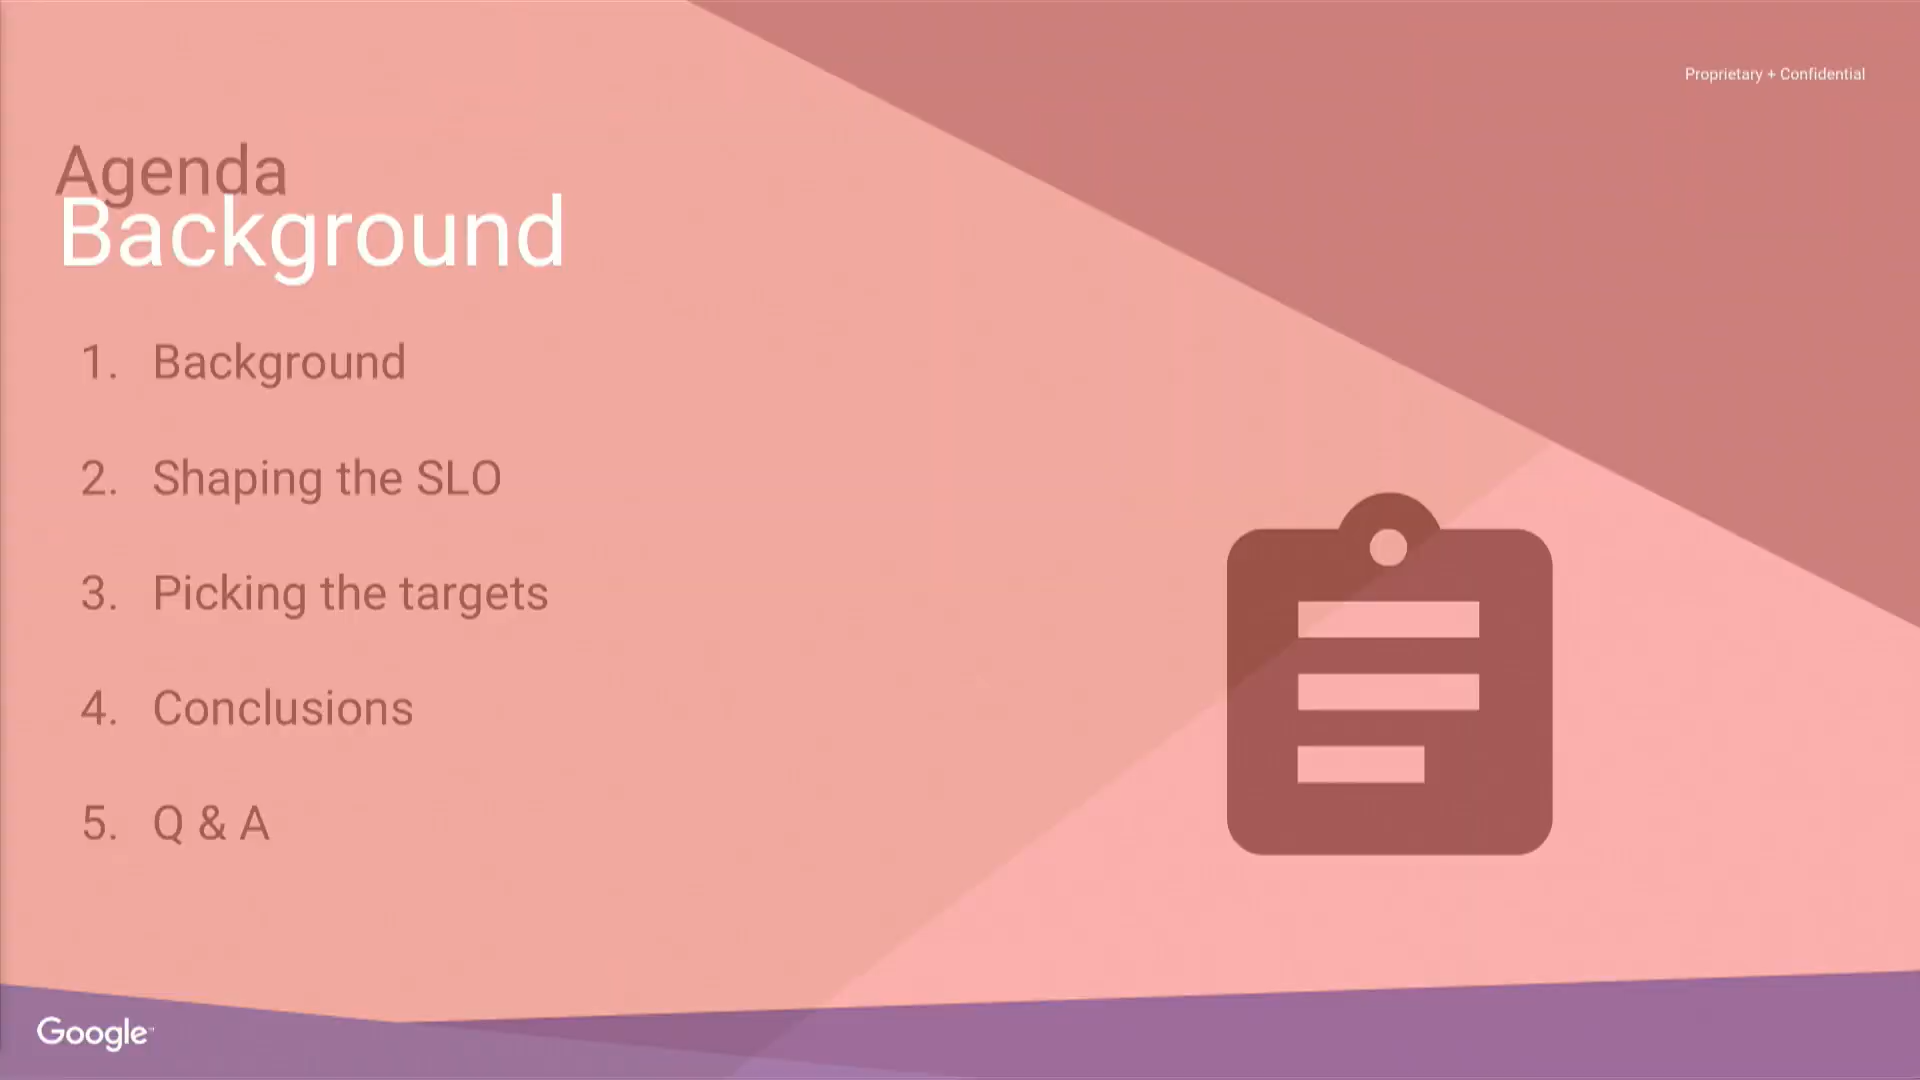 Proprietary + Confidential
Agenda
Background
1. Background
2. Shaping the SLO
3. Picking the targets
4. Conclusions
5. Q & A
Google